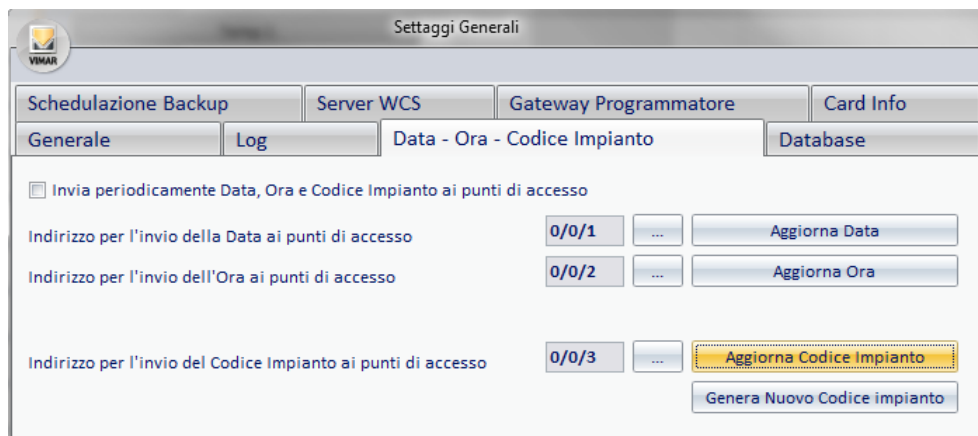 Settaggi Generali
VIMAR
Schedulazione Backup Server WCS Gateway Programmatore Card Info
Generale Log Data - Ora - Codice Impianto Database
Invia periodicamente Data, Ora e Codice Impianto ai punti di accesso
Indirizzo per l'invio della Data ai punti di accesso 0/0/1 ... Aggiorna Data
Indirizzo per l'invio dell'Ora ai punti di accesso 0/0/2 ... Aggiorna Ora
Indirizzo per l'invio del Codice Impianto ai punti di accesso 0/0/3 ... Aggiorna Codice Impianto
Genera Nuovo Codice impianto